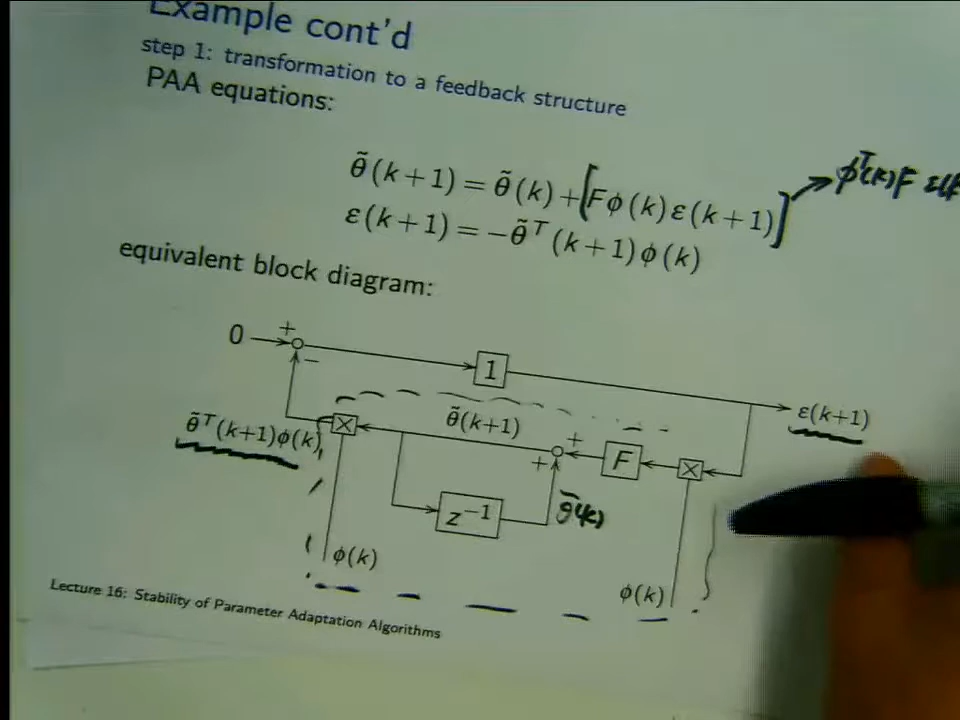 Example cont'd
step 1: transformation to a feedback structure
PAA equations:
θ̃(k+1) = θ̃(k) + [Fϕ(k)ε(k+1)] → ϕᵀ(k)F
ε(k+1) = −θ̃ᵀ(k+1)ϕ(k)
equivalent block diagram:
0 + −
1
ε(k+1)
θ̃ᵀ(k+1)ϕ(k)
×
θ̃(k+1)
+
+
F
×
z⁻¹
θ̃(k)
ϕ(k)
ϕ(k)
Lecture 16: Stability of Parameter Adaptation Algorithms